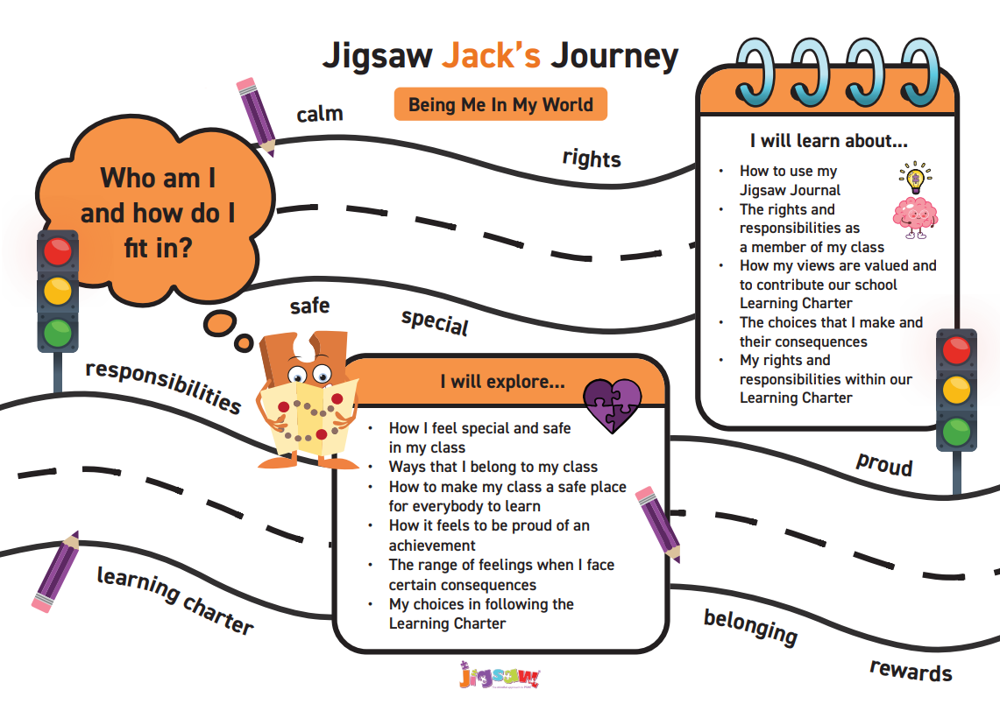 Jigsaw Jack's Journey
Being Me In My World
calm
rights
Who am I
and how do I
fit in?
safe
special
responsibilities
I will learn about...
• How to use my
Jigsaw Journal
• The rights and
responsibilities as
a member of my class
• How my views are valued and
to contribute our school
Learning Charter
• The choices that I make and
their consequences
• My rights and
responsibilities within our
Learning Charter
I will explore...
• How I feel special and safe
in my class
• Ways that I belong to my class
• How to make my class a safe place
for everybody to learn
• How it feels to be proud of an
achievement
• The range of feelings when I face
certain consequences
• My choices in following the
Learning Charter
proud
learning charter
belonging
rewards
Jigsaw